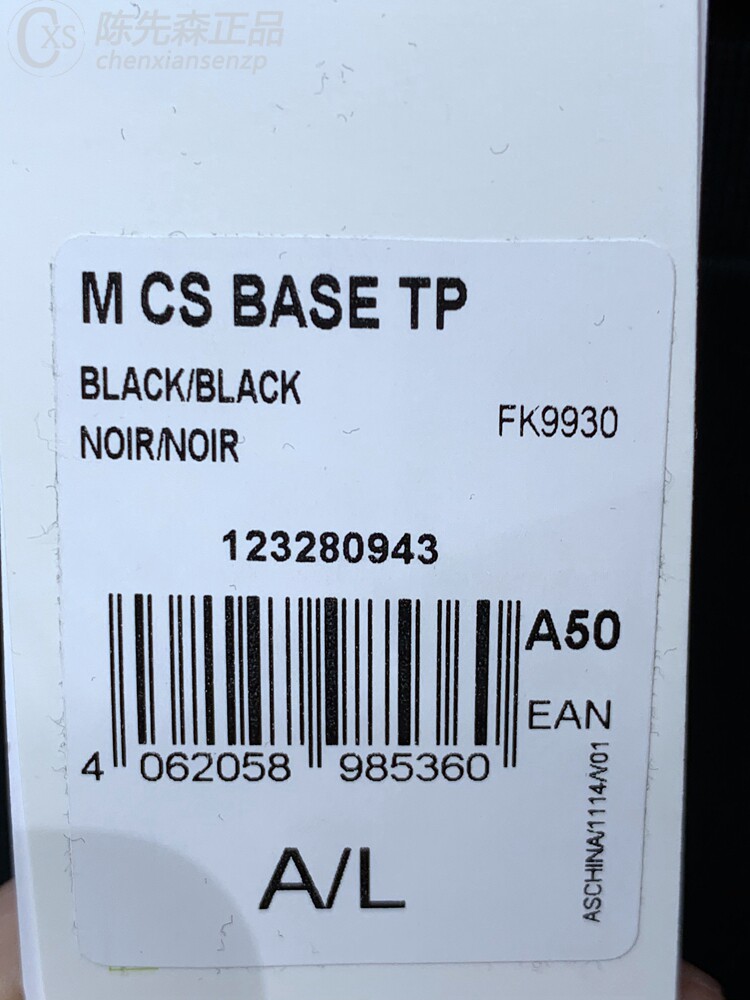 CXS 陈先森正品
chenxiansenzp
M CS BASE TP
BLACK/BLACK
NOIR/NOIR
FK9930
123280943
A50
EAN
4 062058 985360
ASCHINA/1114/V01
A/L